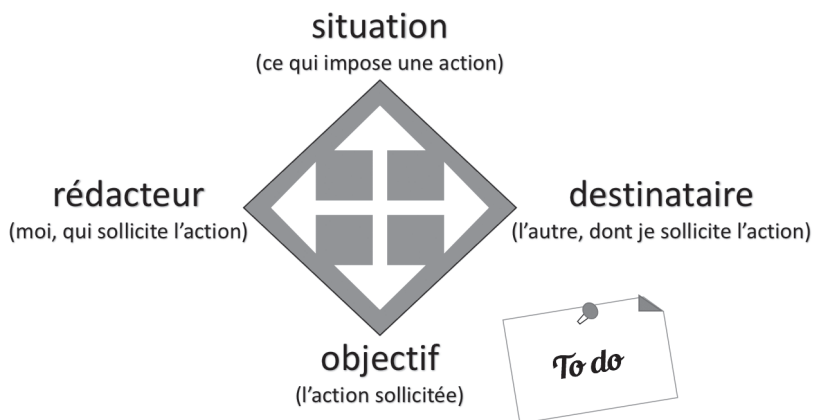 situation
(ce qui impose une action)
rédacteur
(moi, qui sollicite l’action)
destinataire
(l’autre, dont je sollicite l’action)
objectif
(l’action sollicitée)
To do